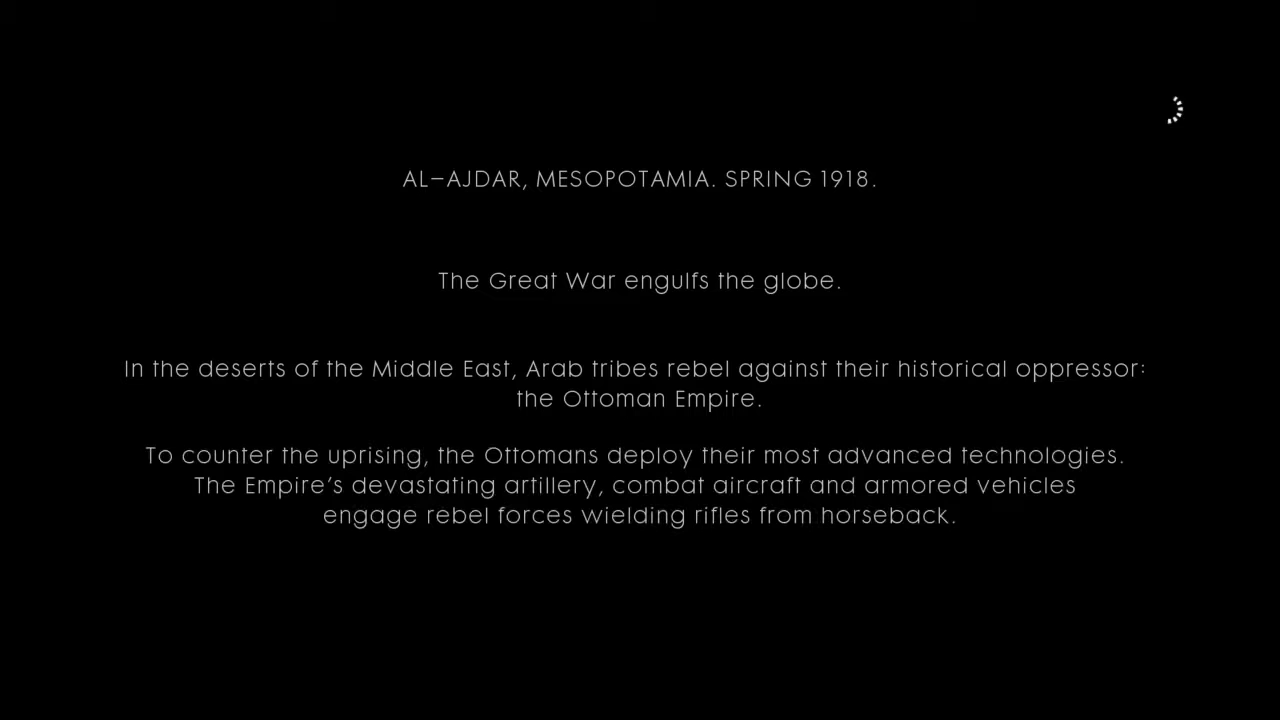 AL–AJDAR, MESOPOTAMIA. SPRING 1918.
The Great War engulfs the globe.
In the deserts of the Middle East, Arab tribes rebel against their historical oppressor:
the Ottoman Empire.
To counter the uprising, the Ottomans deploy their most advanced technologies.
The Empire’s devastating artillery, combat aircraft and armored vehicles
engage rebel forces wielding rifles from horseback.